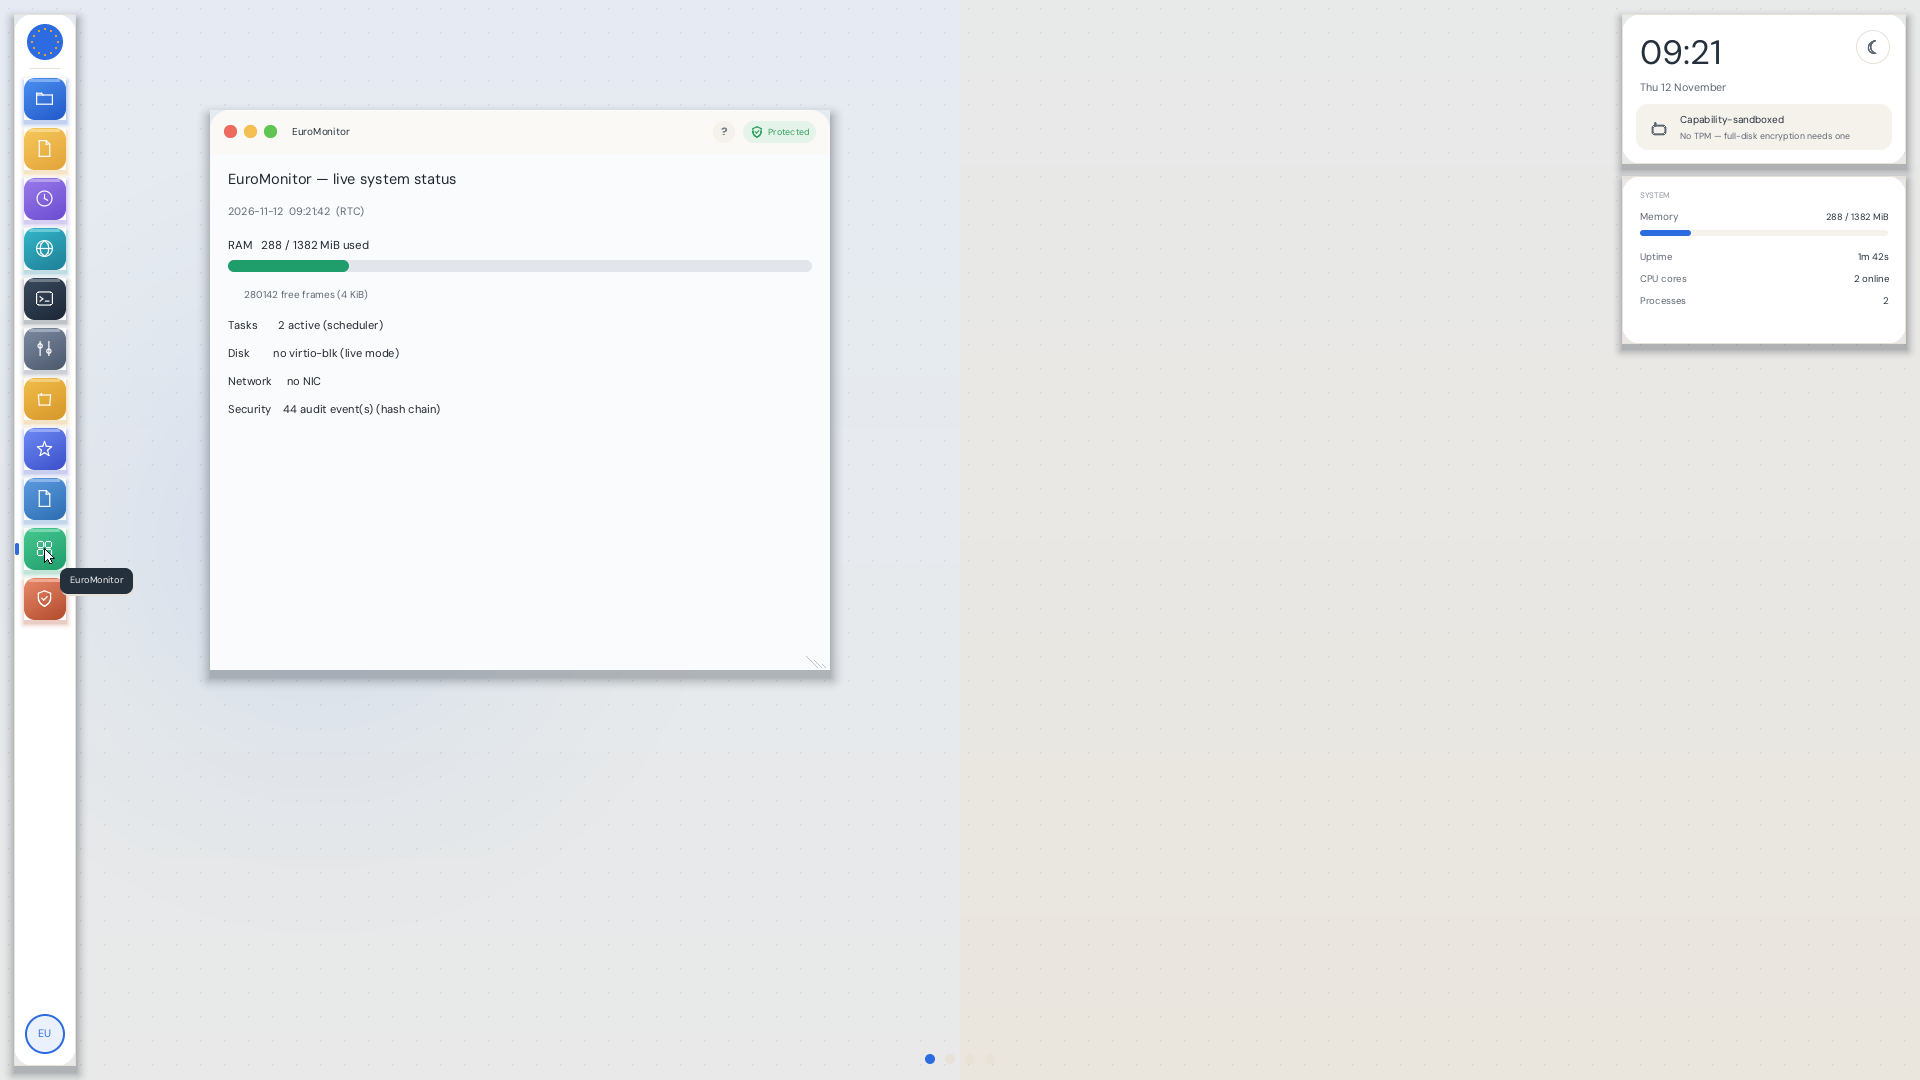 EuroMonitor
?
Protected
EuroMonitor — live system status
2026-11-12 09:21:42 (RTC)
RAM 288 / 1382 MiB used
280142 free frames (4 KiB)
Tasks 2 active (scheduler)
Disk no virtio-blk (live mode)
Network no NIC
Security 44 audit event(s) (hash chain)
EuroMonitor
EU
09:21
Thu 12 November
Capability-sandboxed
No TPM — full-disk encryption needs one
SYSTEM
Memory 288 / 1382 MiB
Uptime 1m 42s
CPU cores 2 online
Processes 2